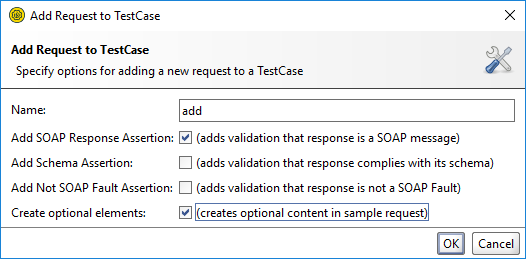 Add Request to TestCase
Add Request to TestCase
Specify options for adding a new request to a TestCase
Name: add
Add SOAP Response Assertion: (adds validation that response is a SOAP message)
Add Schema Assertion: (adds validation that response complies with its schema)
Add Not SOAP Fault Assertion: (adds validation that response is not a SOAP Fault)
Create optional elements: (creates optional content in sample request)
OK Cancel